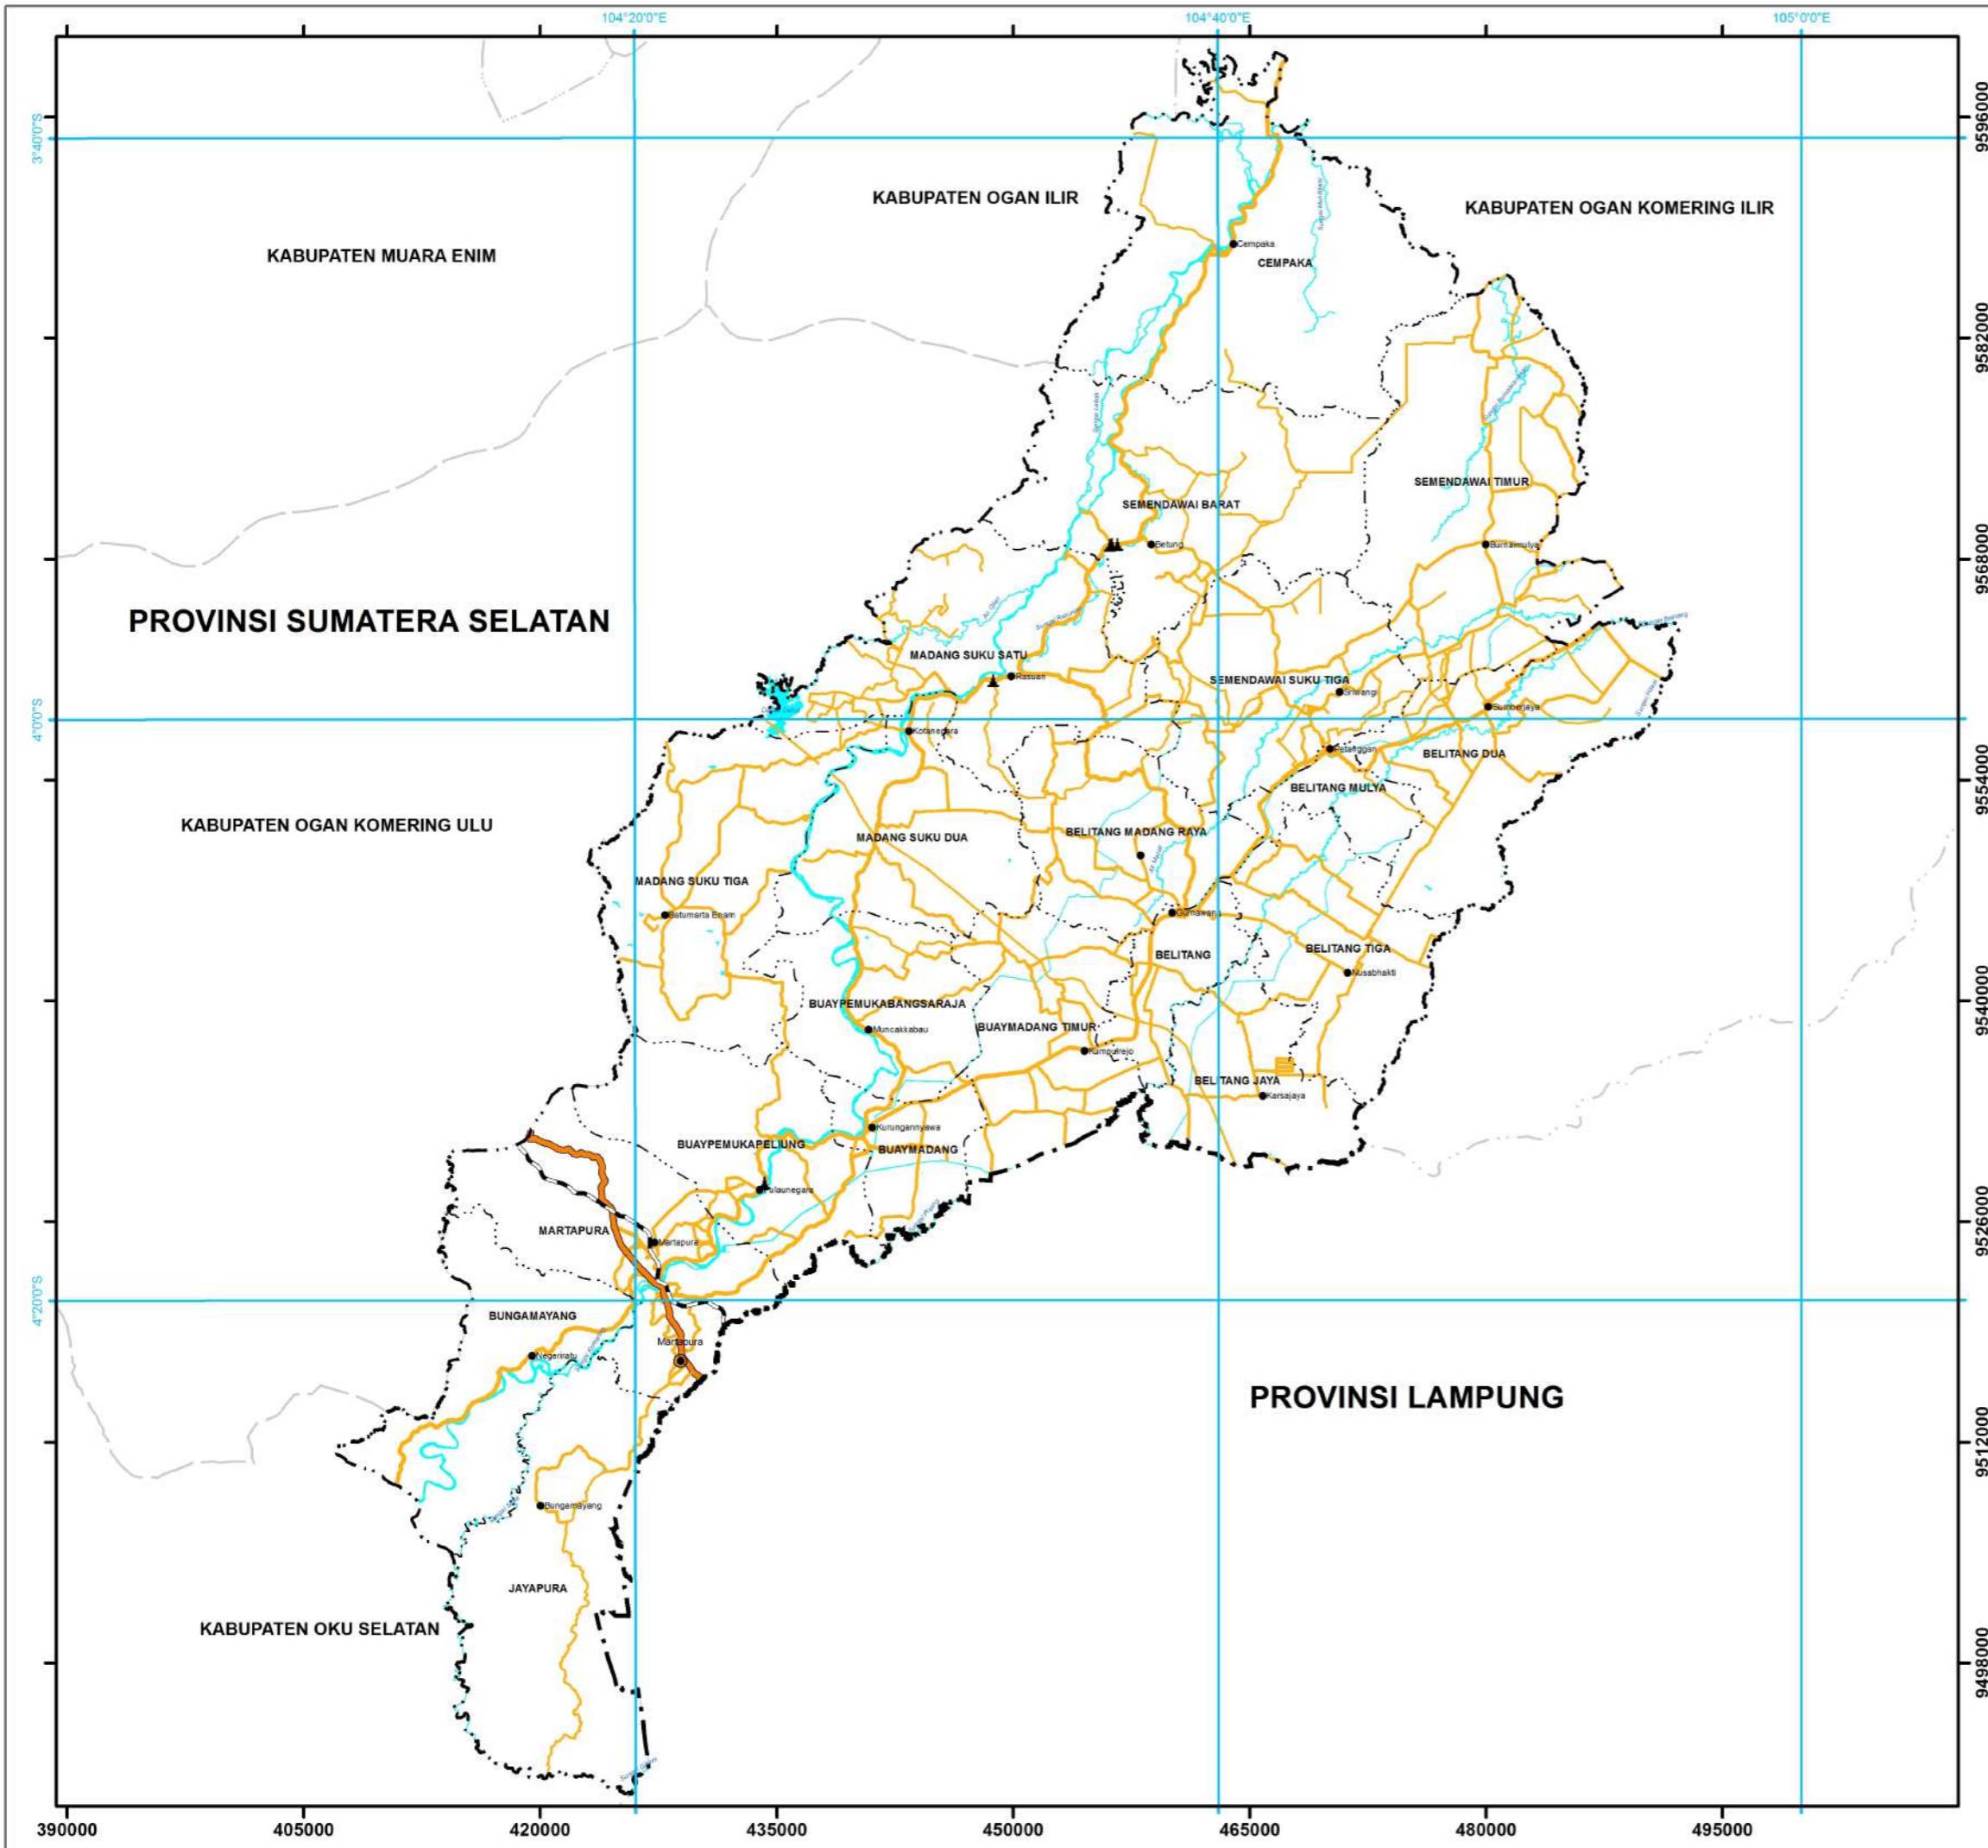 104°20'0"E
104°40'0"E
105°0'0"E
9596000
3°40'0"S
KABUPATEN OGAN ILIR
KABUPATEN OGAN KOMERING ILIR
KABUPATEN MUARA ENIM
Cempaka
CEMPAKA
9582000
SEMENDAWAI TIMUR
SEMENDAWAI BARAT
Betung
Burnaimulya
9568000
PROVINSI SUMATERA SELATAN
MADANG SUKU SATU
Rasuan
SEMENDAWAI SUKU TIGA
Sriwangi
Sumberjaya
4°0'0"S
Kotanegara
Petanggan
BELITANG DUA
9554000
BELITANG MULYA
KABUPATEN OGAN KOMERING ULU
BELITANG MADANG RAYA
MADANG SUKU DUA
MADANG SUKU TIGA
Batumarta Enam
Gumawang
BELITANG
BELITANG TIGA
Nusabhakti
9540000
BUAYPEMUKABANGSARAJA
Muncakkabau
BUAYMADANG TIMUR
Kumpulrejo
BELITANG JAYA
Karsajaya
Kurungannyawa
BUAYPEMUKAPELIUNG
BUAYMADANG
Pulaunegara
9526000
MARTAPURA
Martapura
4°20'0"S
BUNGAMAYANG
Martapura
Negeriratu
PROVINSI LAMPUNG
9512000
Bungamayang
JAYAPURA
KABUPATEN OKU SELATAN
9498000
390000
405000
420000
435000
450000
465000
480000
495000